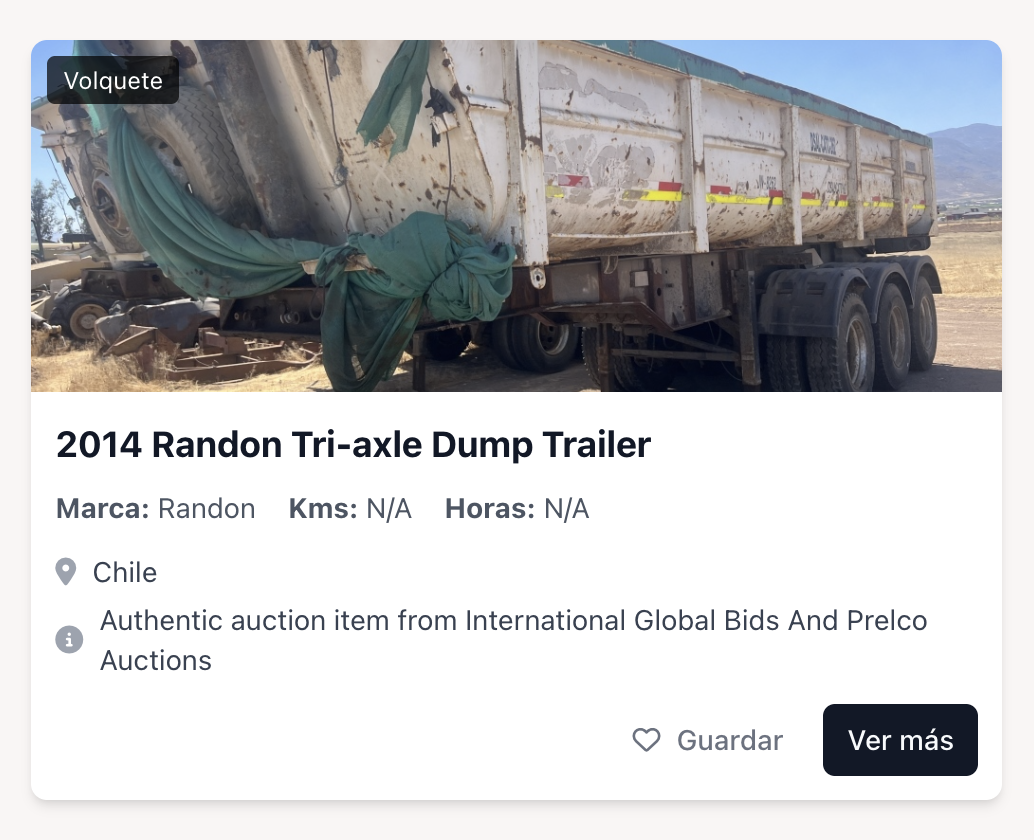 Volquete
2014 Randon Tri-axle Dump Trailer
Marca: Randon Kms: N/A Horas: N/A
Chile
Authentic auction item from International Global Bids And Prelco
Auctions
Guardar Ver más